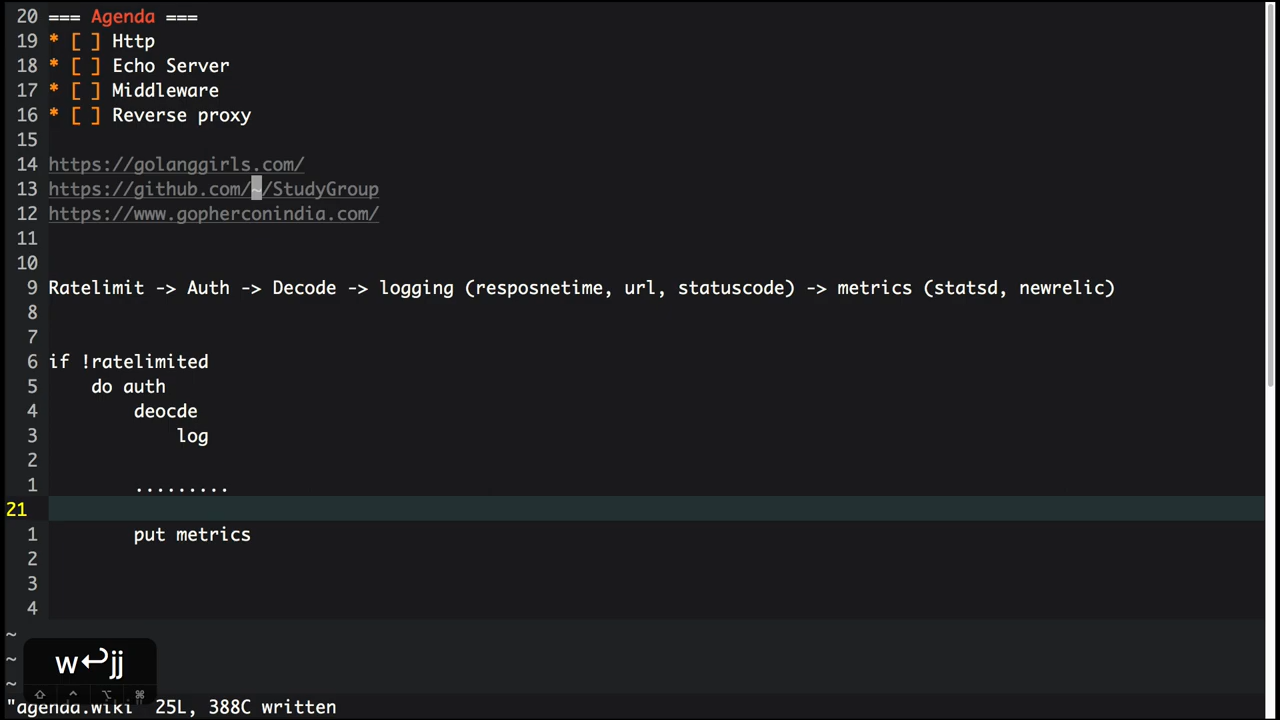 20 === Agenda ===
19 * [ ] Http
18 * [ ] Echo Server
17 * [ ] Middleware
16 * [ ] Reverse proxy
15
14 https://golanggirls.com/
13 https://github.com/~/StudyGroup
12 https://www.gopherconindia.com/
11
10
9 Ratelimit -> Auth -> Decode -> logging (resposnetime, url, statuscode) -> metrics (statsd, newrelic)
8
7
6 if !ratelimited
5 do auth
4 deocde
3 log
2
1 .........
21
1 put metrics
2
3
4
~
~
~
w↩jj
⇧ ^ ⌥ ⌘
"agenda.wiki" 25L, 388C written